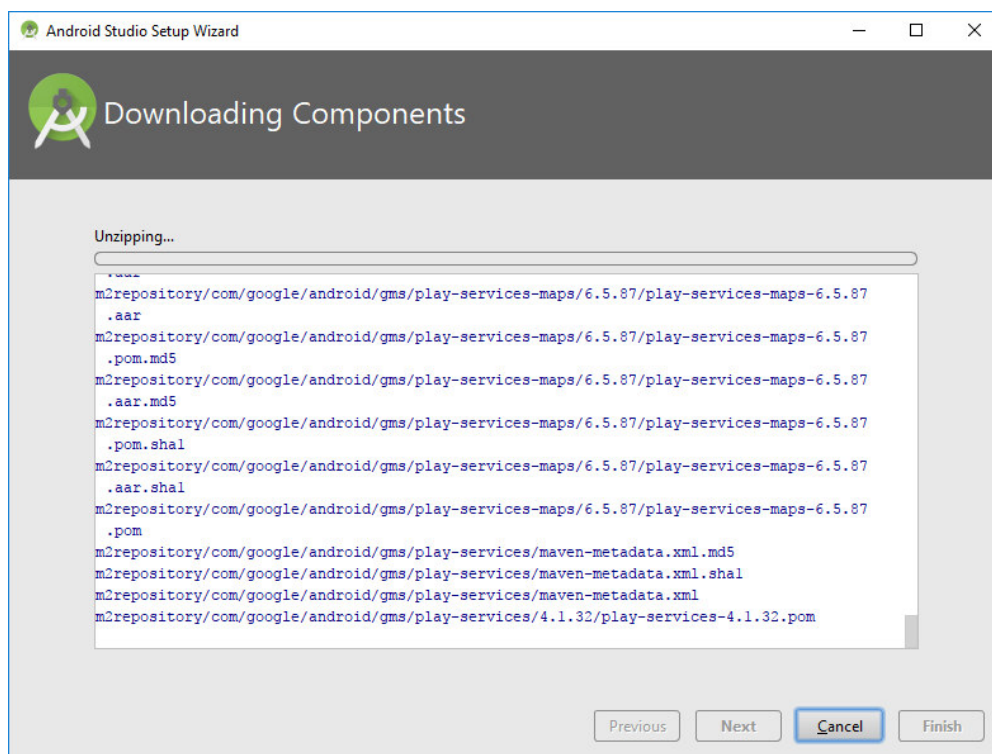 Android Studio Setup Wizard
Downloading Components
Unzipping...
.aar
m2repository/com/google/android/gms/play-services-maps/6.5.87/play-services-maps-6.5.87
.aar
m2repository/com/google/android/gms/play-services-maps/6.5.87/play-services-maps-6.5.87
.pom.md5
m2repository/com/google/android/gms/play-services-maps/6.5.87/play-services-maps-6.5.87
.aar.md5
m2repository/com/google/android/gms/play-services-maps/6.5.87/play-services-maps-6.5.87
.pom.sha1
m2repository/com/google/android/gms/play-services-maps/6.5.87/play-services-maps-6.5.87
.aar.sha1
m2repository/com/google/android/gms/play-services-maps/6.5.87/play-services-maps-6.5.87
.pom
m2repository/com/google/android/gms/play-services/maven-metadata.xml.md5
m2repository/com/google/android/gms/play-services/maven-metadata.xml.sha1
m2repository/com/google/android/gms/play-services/maven-metadata.xml
m2repository/com/google/android/gms/play-services/4.1.32/play-services-4.1.32.pom
Previous Next Cancel Finish